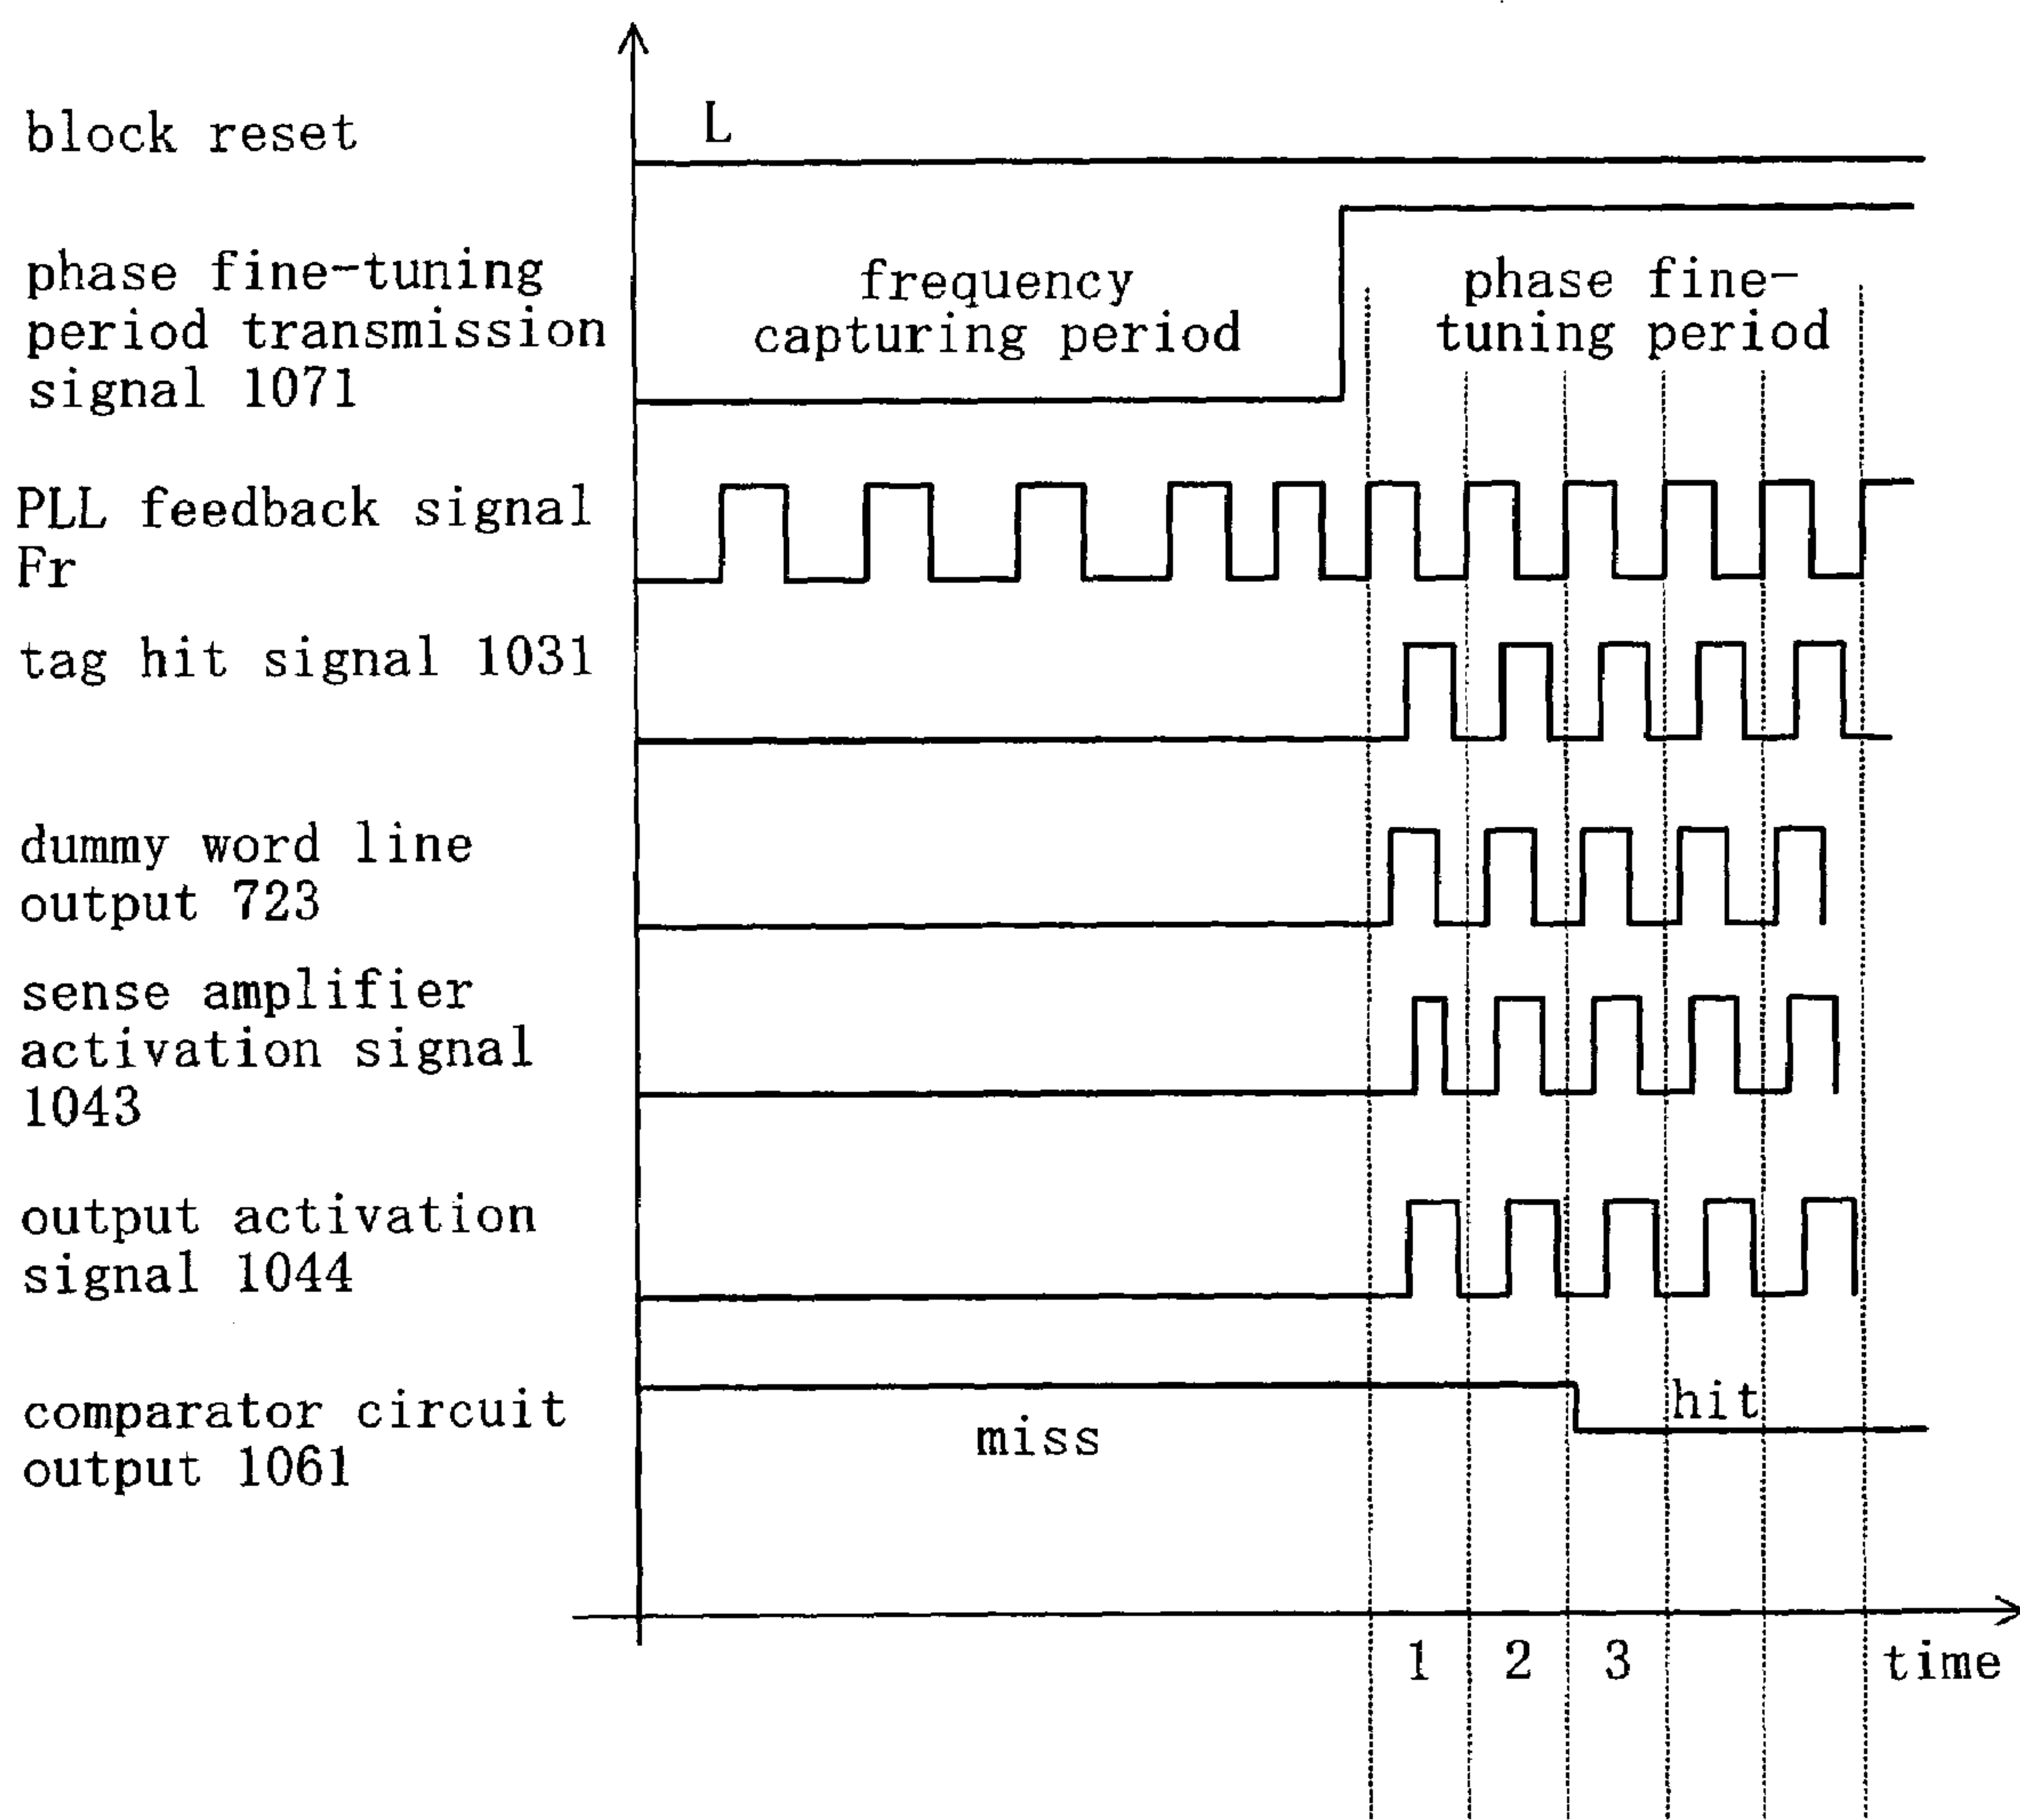 block reset
L
phase fine-tuning
period transmission
signal 1071
frequency
capturing period
phase fine-
tuning period
PLL feedback signal
Fr
tag hit signal 1031
dummy word line
output 723
sense amplifier
activation signal
1043
output activation
signal 1044
comparator circuit
output 1061
miss
hit
1 2 3 time